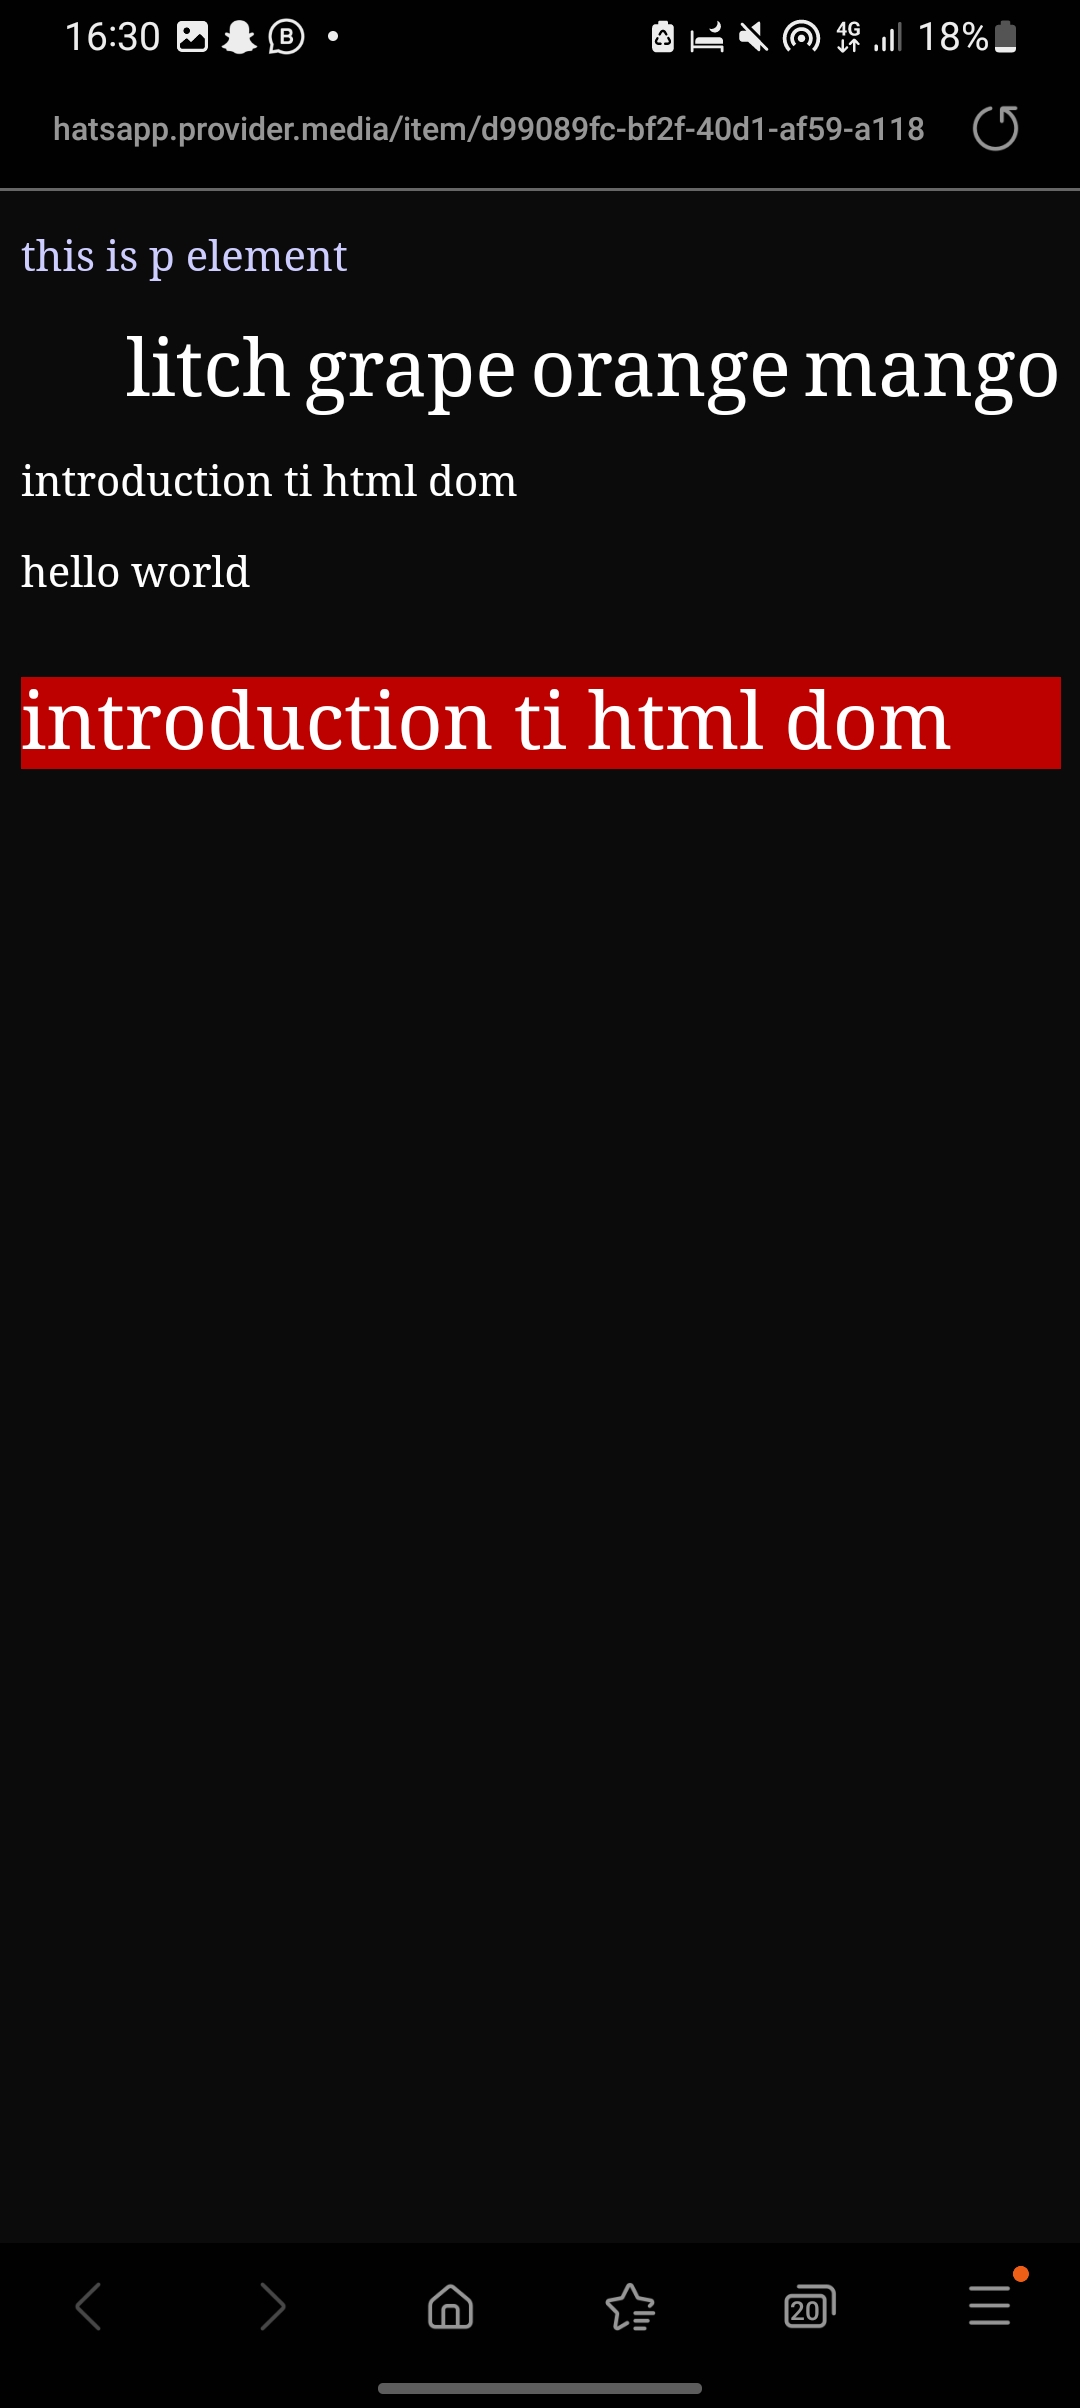 16:30 B 4G 18%
hatsapp.provider.media/item/d99089fc-bf2f-40d1-af59-a118
this is p element
litch grape orange mango
introduction ti html dom
hello world
introduction ti html dom
20